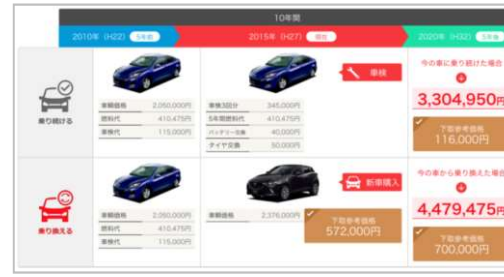 10年間
2010年 (H22) 5年前
2015年 (H27) 現在
2020年 (H32) 5年後
乗り続ける
車輌価格 2,050,000円
燃料代 410,475円
車検代 115,000円
車検
車検3回分 345,000円
5年間燃料代 410,475円
バッテリー交換 40,000円
タイヤ交換 50,000円
今の車に乗り続けた場合
3,304,950円
下取参考価格
116,000円
乗り換える
車輌価格 2,050,000円
燃料代 410,475円
車検代 115,000円
新車購入
車輌価格 2,376,000円
下取参考価格
572,000円
今の車から乗り換えた場合
4,479,475円
下取参考価格
700,000円